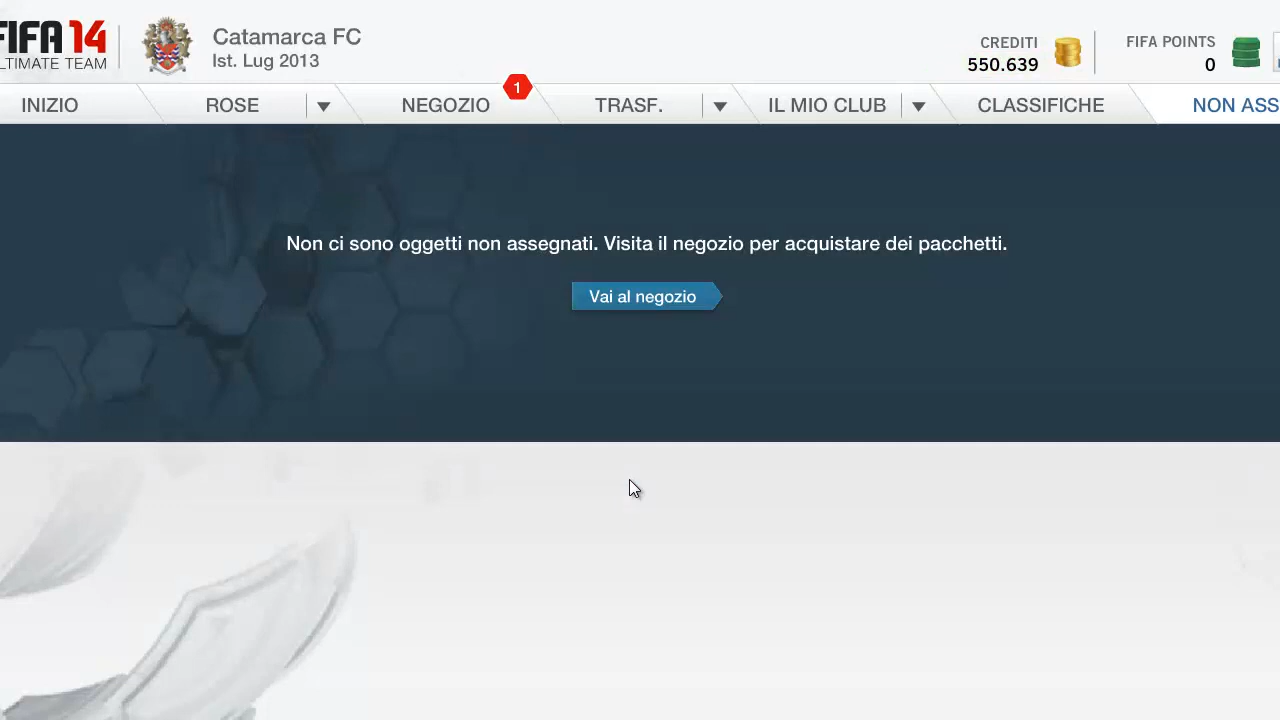 FIFA 14
ULTIMATE TEAM
Catamarca FC
Ist. Lug 2013
CREDITI
550.639
FIFA POINTS
0
1
INIZIO
ROSE
NEGOZIO
TRASF.
IL MIO CLUB
CLASSIFICHE
NON ASS
Non ci sono oggetti non assegnati. Visita il negozio per acquistare dei pacchetti.
Vai al negozio